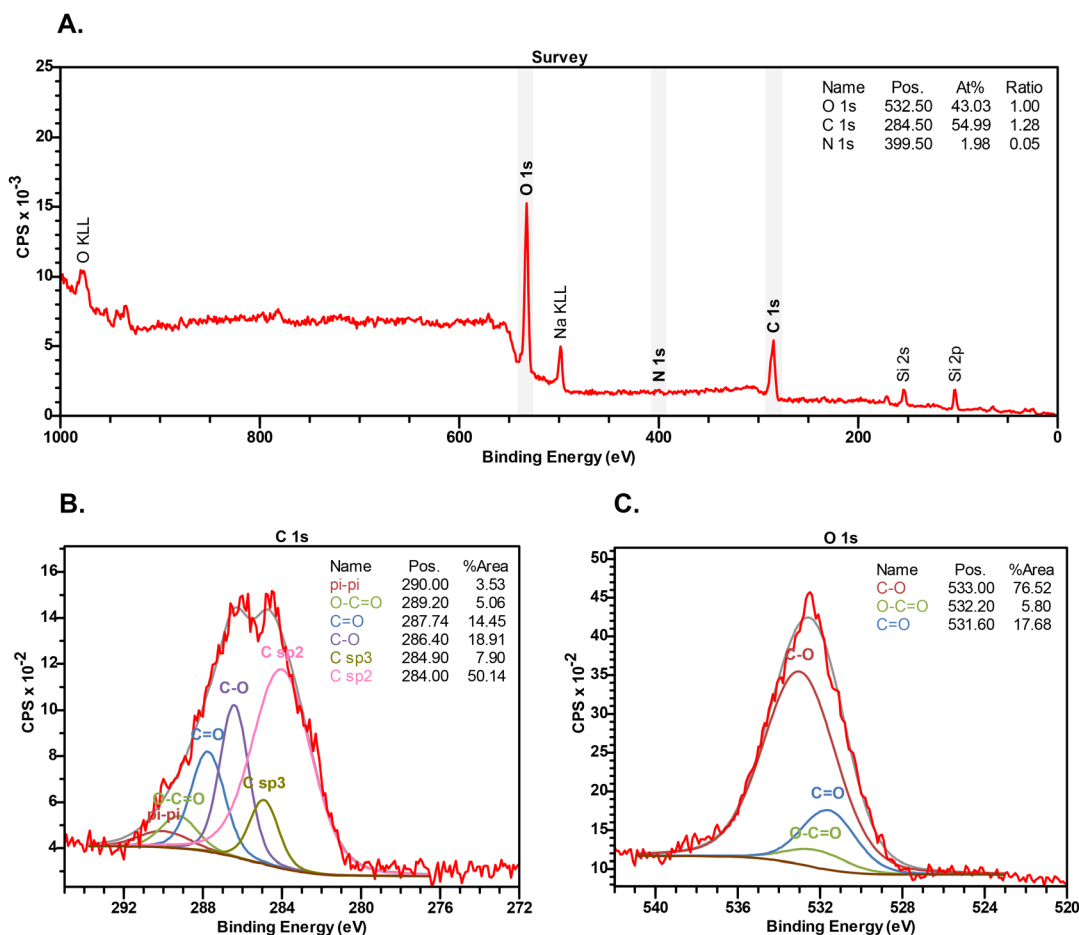 A.
Survey
25
20
15
10
5
0
CPS x 10⁻³
Name Pos. At% Ratio
O 1s 532.50 43.03 1.00
C 1s 284.50 54.99 1.28
N 1s 399.50 1.98 0.05
O KLL
O 1s
Na KLL
N 1s
C 1s
Si 2s
Si 2p
1000 800 600 400 200 0
Binding Energy (eV)
B.
C 1s
16
14
12
10
8
6
4
CPS x 10⁻²
Name Pos. %Area
pi-pi 290.00 3.53
O-C=O 289.20 5.06
C=O 287.74 14.45
C-O 286.40 18.91
C sp3 284.90 7.90
C sp2 284.00 50.14
C sp2
C-O
C=O
C sp3
O-C=O
pi-pi
292 288 284 280 276 272
Binding Energy (eV)
C.
O 1s
50
45
40
35
30
25
20
15
10
CPS x 10⁻²
Name Pos. %Area
C-O 533.00 76.52
O-C=O 532.20 5.80
C=O 531.60 17.68
C-O
C=O
O-C=O
540 536 532 528 524 520
Binding Energy (eV)